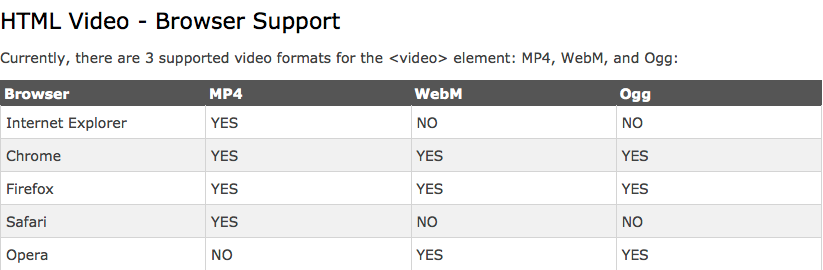 HTML Video - Browser Support
Currently, there are 3 supported video formats for the <video> element: MP4, WebM, and Ogg:
Browser MP4 WebM Ogg
Internet Explorer YES NO NO
Chrome YES YES YES
Firefox YES YES YES
Safari YES NO NO
Opera NO YES YES